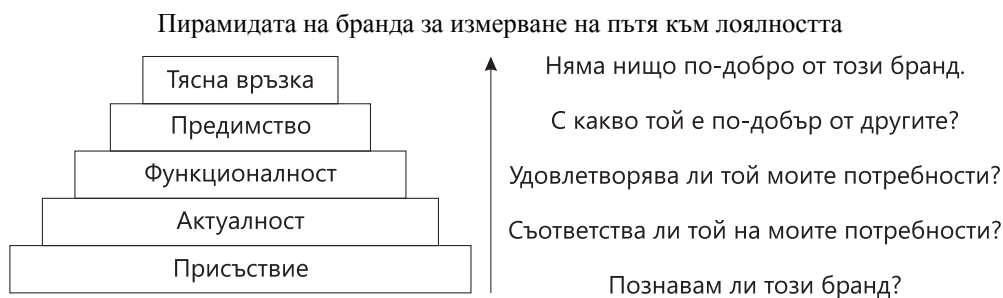 Пирамидата на бранда за измерване на пътя към лоялността
Тясна връзка
Няма нищо по-добро от този бранд.
Предимство
С какво той е по-добър от другите?
Функционалност
Удовлетворява ли той моите потребности?
Актуалност
Съответства ли той на моите потребности?
Присъствие
Познавам ли този бранд?